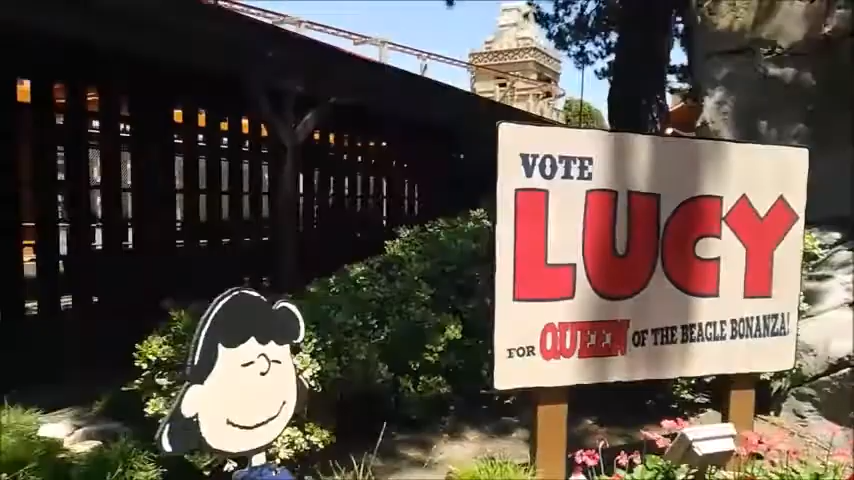 VOTE
LUCY
FOR QUEEN OF THE BEAGLE BONANZA!